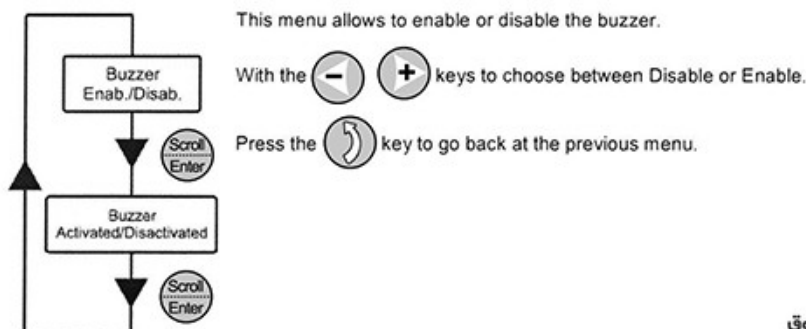 This menu allows to enable or disable the buzzer.
Buzzer
Enab./Disab.
With the - + keys to choose between Disable or Enable.
Scroll
Enter
Press the key to go back at the previous menu.
Buzzer
Activated/Disactivated
Scroll
Enter